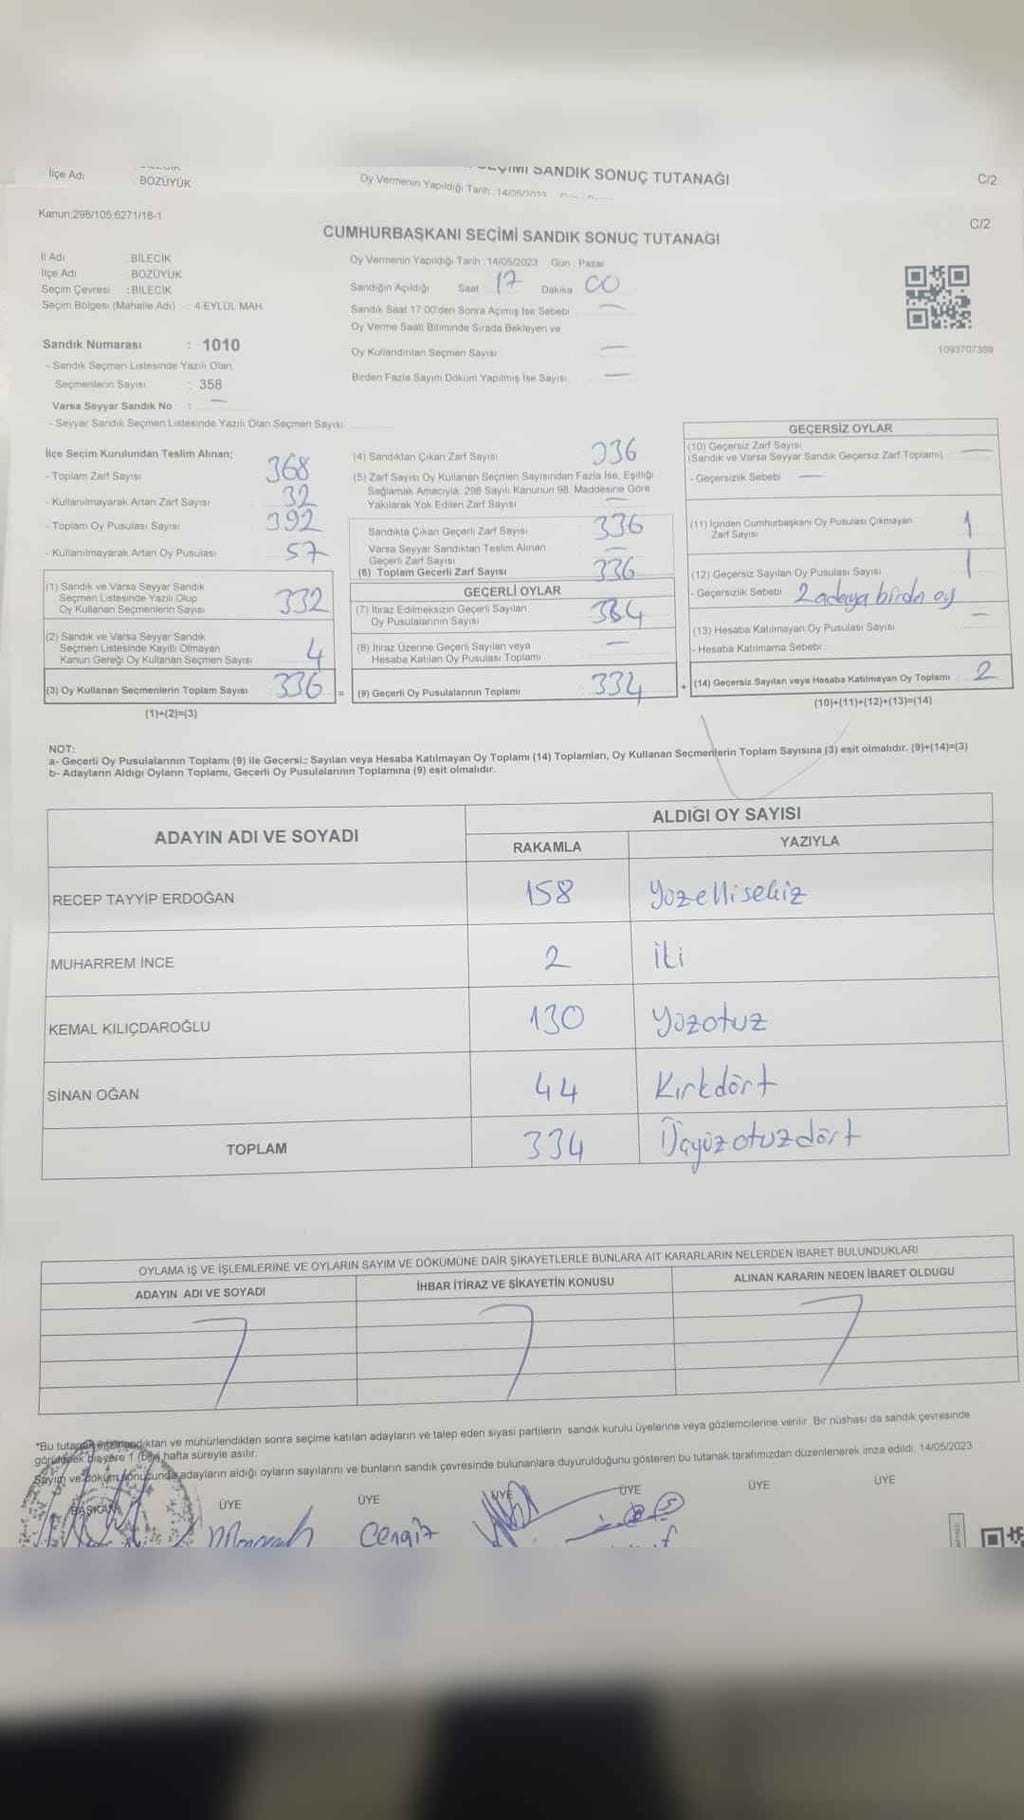 İlçe Adı BOZÜYÜK
SANDIK SONUÇ TUTANAĞI
Oy Vermenin Yapıldığı Tarih :14/05/2023
C/2
Kanun:298/105;6271/18-1
C/2
CUMHURBAŞKANI SEÇİMİ SANDIK SONUÇ TUTANAĞI
İl Adı BİLECİK
İlçe Adı BOZÜYÜK
Seçim Çevresi : BİLECİK
Seçim Bölgesi (Mahalle Adı) : 4 EYLÜL MAH.
Oy Vermenin Yapıldığı Tarih :14/05/2023 Gün : Pazar
Sandığın Açıldığı Saat 17 Dakika 00
Sandık Saat 17:00'den Sonra Açımış İse Sebebi —
Oy Verme Saati Bitiminde Sırada Bekleyen ve
Oy Kullandırılan Seçmen Sayısı —
Birden Fazla Sayım Döküm Yapılmış İse Sayısı —
1093707369
Sandık Numarası : 1010
- Sandık Seçmen Listesinde Yazılı Olan
Seçmenlerin Sayısı : 358
Varsa Seyyar Sandık No : —
- Seyyar Sandık Seçmen Listesinde Yazılı Olan Seçmen Sayısı
İlçe Seçim Kurulundan Teslim Alınan;
- Toplam Zarf Sayısı 368
- Kullanılmayarak Artan Zarf Sayısı 32
- Toplam Oy Pusulası Sayısı 392
- Kullanılmayarak Artan Oy Pusulası 57
(1) Sandık ve Varsa Seyyar Sandık
Seçmen Listesinde Yazılı Olup
Oy Kullanan Seçmenlerin Sayısı 332
(2) Sandık ve Varsa Seyyar Sandık
Seçmen Listesinde Kayıtlı Olmayan
Kanun Gereği Oy Kullanan Seçmen Sayısı 4
(3) Oy Kullanan Seçmenlerin Toplam Sayısı 336 =
(1)+(2)=(3)
(4) Sandıktan Çıkan Zarf Sayısı 336
(5) Zarf Sayısı Oy Kullanan Seçmen Sayısından Fazla İse, Eşitliği
Sağlamak Amacıyla, 298 Sayılı Kanunun 98. Maddesine Göre
Yakılarak Yok Edilen Zarf Sayısı —
Sandıkta Çıkan Geçerli Zarf Sayısı 336
Varsa Seyyar Sandıktan Teslim Alınan
Geçerli Zarf Sayısı —
(6) Toplam Geçerli Zarf Sayısı 336
GEÇERLİ OYLAR
(7) İtiraz Edilmeksizin Geçerli Sayılan
Oy Pusulalarının Sayısı 334
(8) İtiraz Üzerine Geçerli Sayılan veya
Hesaba Katılan Oy Pusulası Toplamı —
(9) Geçerli Oy Pusulalarının Toplamı 334 +
GEÇERSİZ OYLAR
(10) Geçersiz Zarf Sayısı
(Sandık ve Varsa Seyyar Sandık Geçersiz Zarf Toplamı) —
- Geçersizlik Sebebi —
(11) İçinden Cumhurbaşkanı Oy Pusulası Çıkmayan
Zarf Sayısı 1
(12) Geçersiz Sayılan Oy Pusulası Sayısı 1
- Geçersizlik Sebebi 2 adaya birden oy
(13) Hesaba Katılmayan Oy Pusulası Sayısı —
- Hesaba Katılmama Sebebi
(14) Geçersiz Sayılan veya Hesaba Katılmayan Oy Toplamı 2
(10)+(11)+(12)+(13)=(14)
NOT:
a- Geçerli Oy Pusulalarının Toplamı (9) ile Geçersiz Sayılan veya Hesaba Katılmayan Oy Toplamı (14) Toplamları, Oy Kullanan Seçmenlerin Toplam Sayısına (3) eşit olmalıdır. (9)+(14)=(3)
b- Adayların Aldığı Oyların Toplamı, Geçerli Oy Pusulalarının Toplamına (9) eşit olmalıdır.
ADAYIN ADI VE SOYADI ALDIĞI OY SAYISI
RAKAMLA YAZIYLA
RECEP TAYYİP ERDOĞAN 158 Yüzellisekiz
MUHARREM İNCE 2 İki
KEMAL KILIÇDAROĞLU 130 Yüzotuz
SİNAN OĞAN 44 Kırkdört
TOPLAM 334 Üçyüzotuzdört
OYLAMA İŞ VE İŞLEMLERİNE VE OYLARIN SAYIM VE DÖKÜMÜNE DAİR ŞİKAYETLERLE BUNLARA AİT KARARLARIN NELERDEN İBARET BULUNDUKLARI
ADAYIN ADI VE SOYADI İHBAR İTİRAZ VE ŞİKAYETİN KONUSU ALINAN KARARIN NEDEN İBARET OLDUĞU
*Bu tutanak imzalandıktan ve mühürlendikten sonra seçime katılan adayların ve talep eden siyasi partilerin sandık kurulu üyelerine veya gözlemcilerine verilir. Bir nüshası da sandık çevresinde
görülecek bir yere 1 (bir) hafta süreyle asılır.
Sayım ve döküm sonucunda adayların aldığı oyların sayılarını ve bunların sandık çevresinde bulunanlara duyurulduğunu gösteren bu tutanak tarafımızdan düzenlenerek imza edildi. 14/05/2023
BAŞKAN ÜYE ÜYE ÜYE ÜYE ÜYE ÜYE
Cengiz